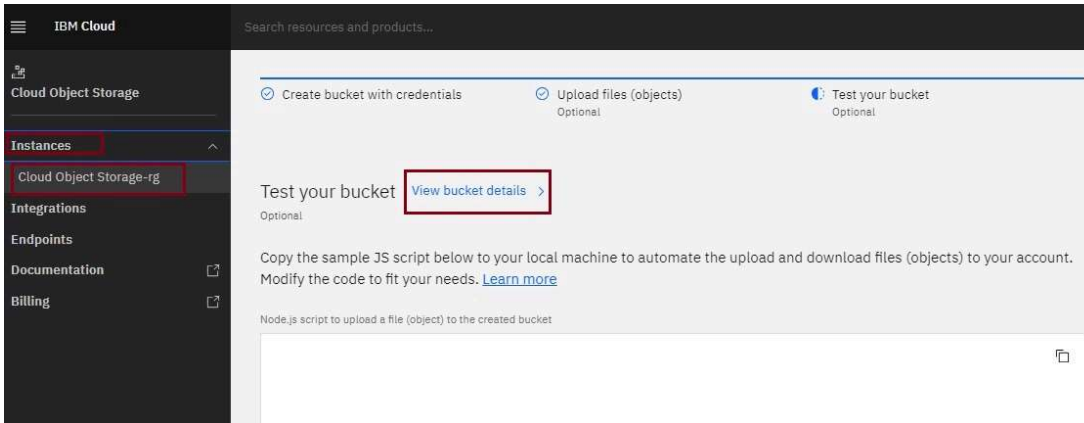 IBM Cloud
Search resources and products...
Cloud Object Storage
Instances
Cloud Object Storage-rg
Integrations
Endpoints
Documentation
Billing
Create bucket with credentials
Upload files (objects)
Optional
Test your bucket
Optional
Test your bucket View bucket details
Optional
Copy the sample JS script below to your local machine to automate the upload and download files (objects) to your account.
Modify the code to fit your needs. Learn more
Node.js script to upload a file (object) to the created bucket